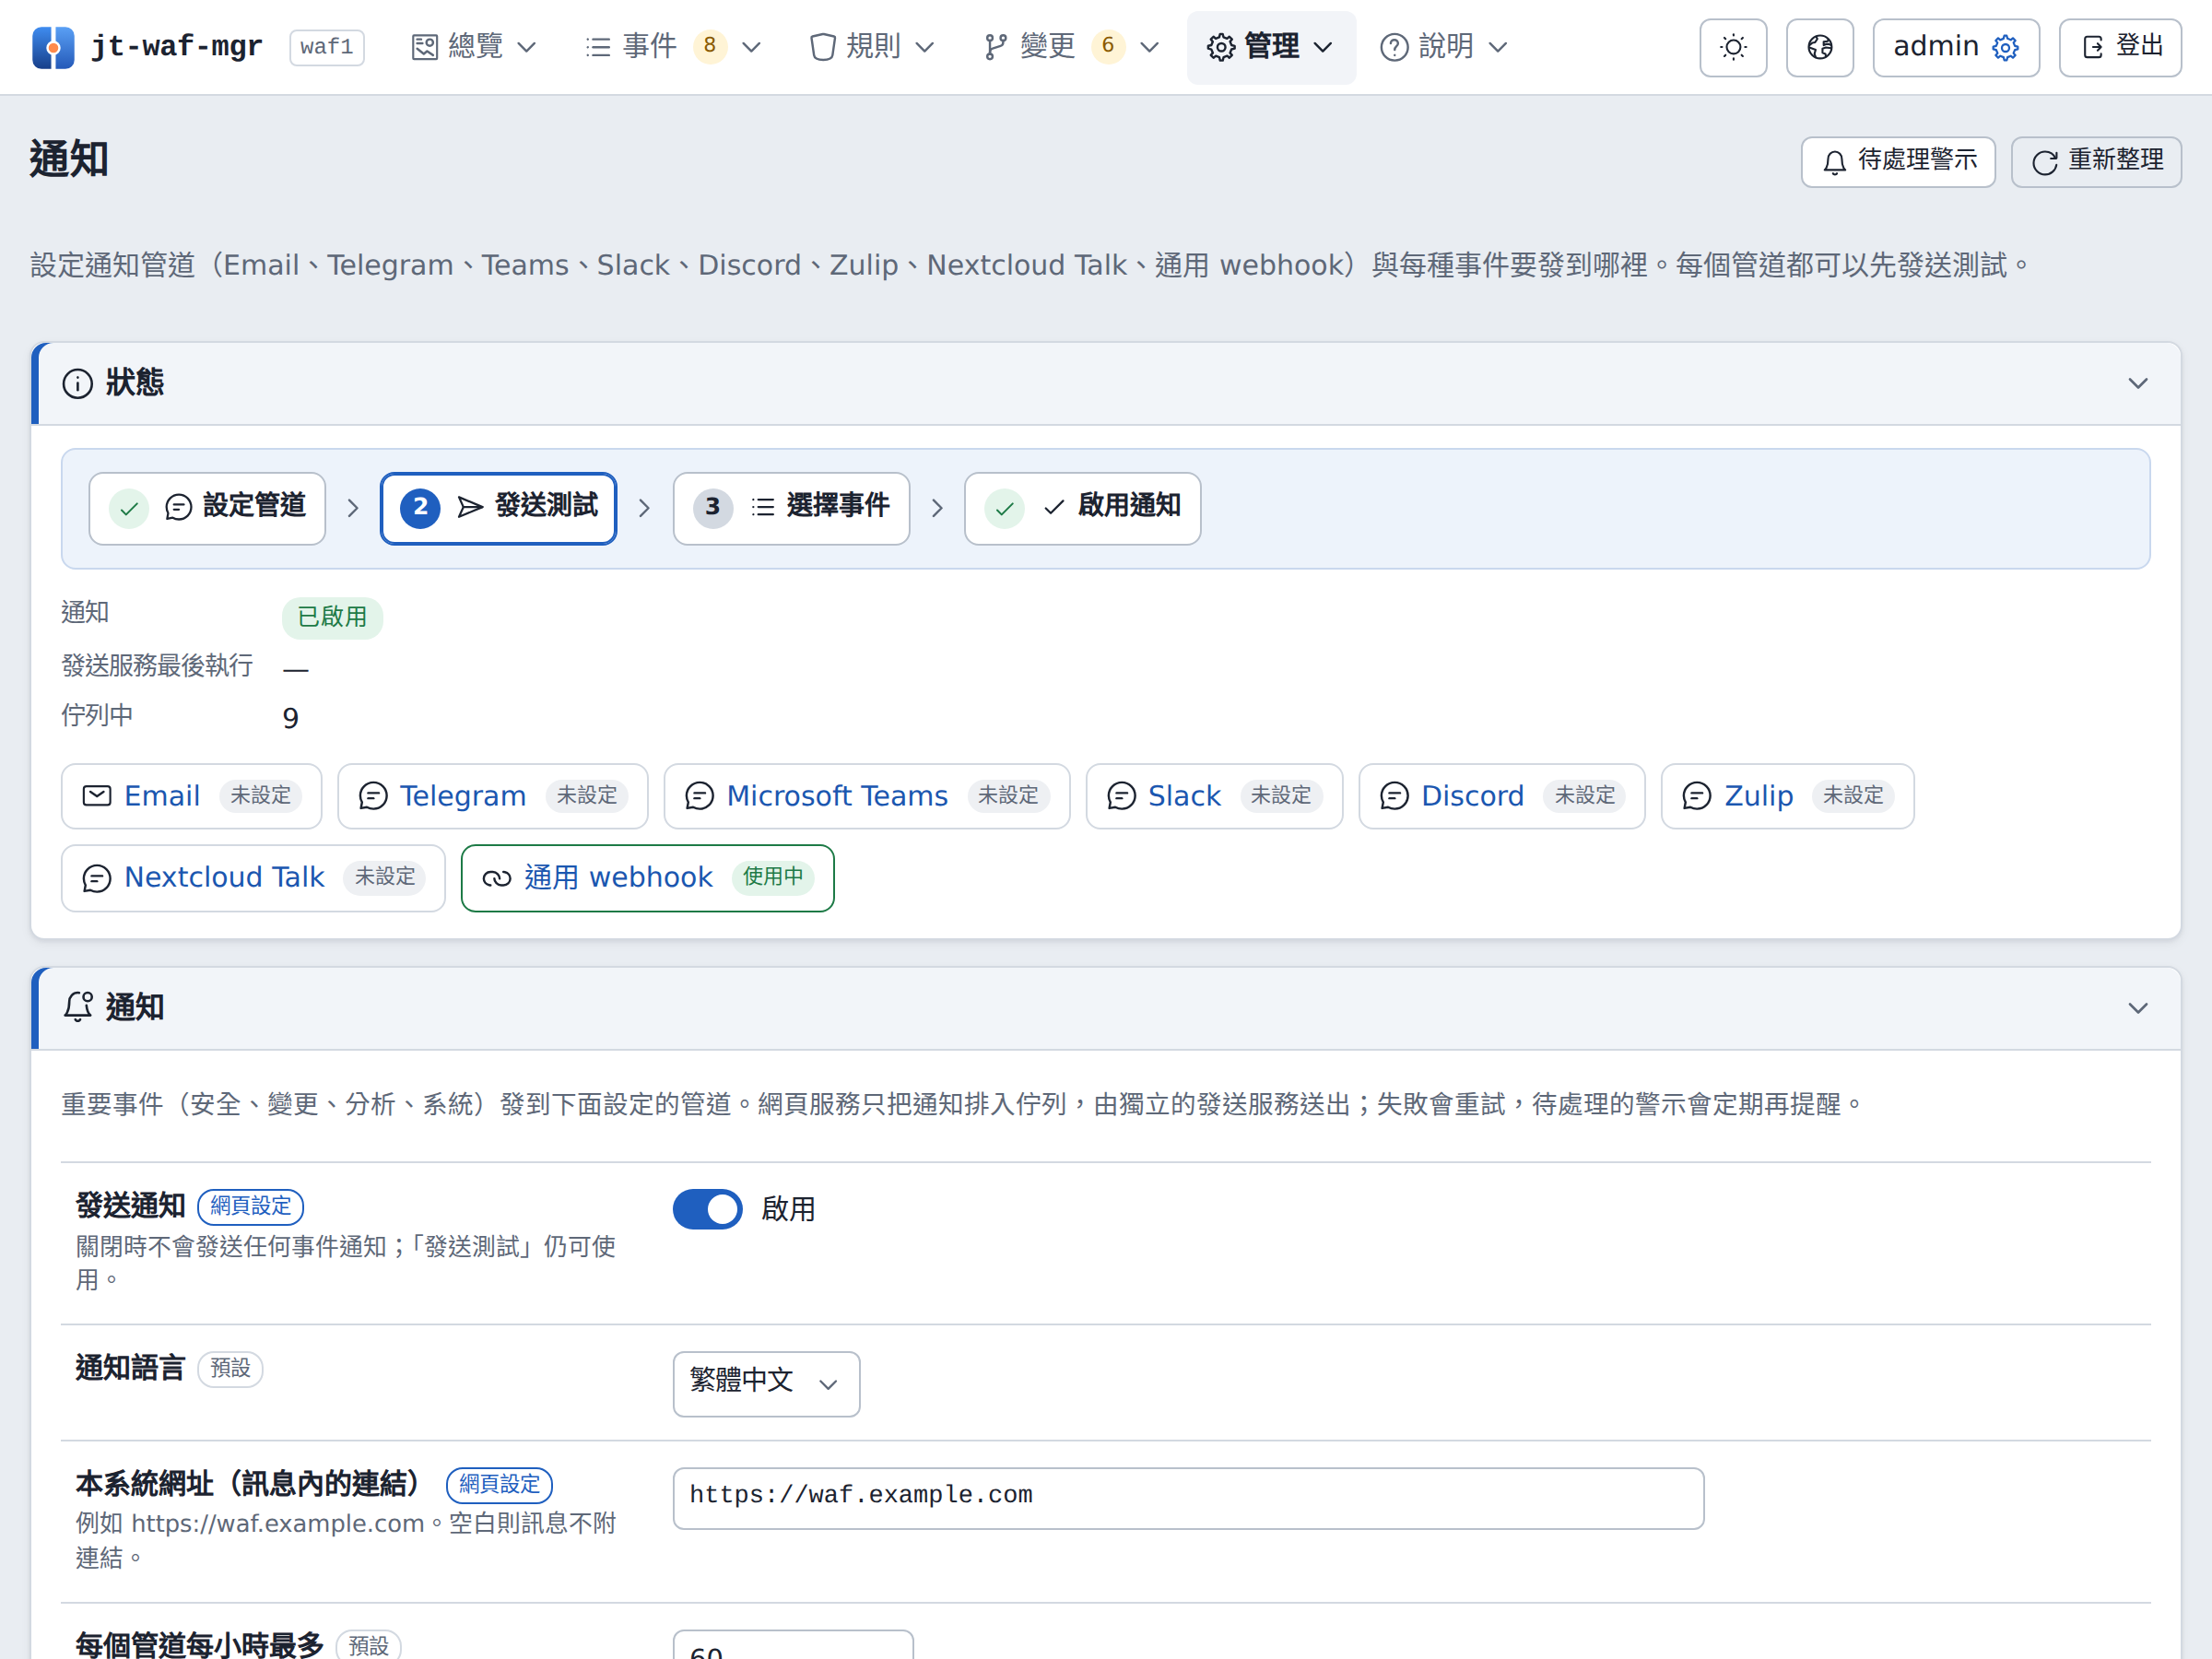 jt-waf-mgr waf1 總覽 事件 8 規則 變更 6 管理 說明 admin 登出
通知 待處理警示 重新整理
設定通知管道（Email、Telegram、Teams、Slack、Discord、Zulip、Nextcloud Talk、通用 webhook）與每種事件要發到哪裡。每個管道都可以先發送測試。
狀態
設定管道 2 發送測試 3 選擇事件 啟用通知
通知 已啟用
發送服務最後執行 —
佇列中 9
Email 未設定 Telegram 未設定 Microsoft Teams 未設定 Slack 未設定 Discord 未設定 Zulip 未設定
Nextcloud Talk 未設定 通用 webhook 使用中
通知
重要事件（安全、變更、分析、系統）發到下面設定的管道。網頁服務只把通知排入佇列，由獨立的發送服務送出；失敗會重試，待處理的警示會定期再提醒。
發送通知 網頁設定 啟用
關閉時不會發送任何事件通知；「發送測試」仍可使
用。
通知語言 預設 繁體中文
本系統網址（訊息內的連結） 網頁設定 https://waf.example.com
例如 https://waf.example.com。空白則訊息不附
連結。
每個管道每小時最多 預設 60